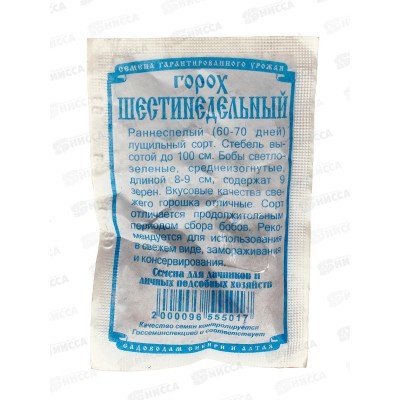 СЕМЕНА ГАРАНТИРОВАННОГО УРОЖАЯ
ГОРОХ
ШЕСТИНЕДЕЛЬНЫЙ
Раннеспелый (60-70 дней)
лущильный сорт. Стебель вы-
сотой до 100 см. Бобы светло-
зеленые, среднеизогнутые,
длиной 8-9 см, содержат 9
зерен. Вкусовые качества све-
жего горошка отличные. Сорт
отличается продолжительным
периодом сбора бобов. Реко-
мендуется для использования
в свежем виде, замораживания
и консервирования.
Семена для дачников и
личных подсобных хозяйств
2 000096 555017
Качество семян контролируется
Госсеминспекцией и соответствует
САДОВОДАМ СИБИРИ И АЛТАЯ
НИССА